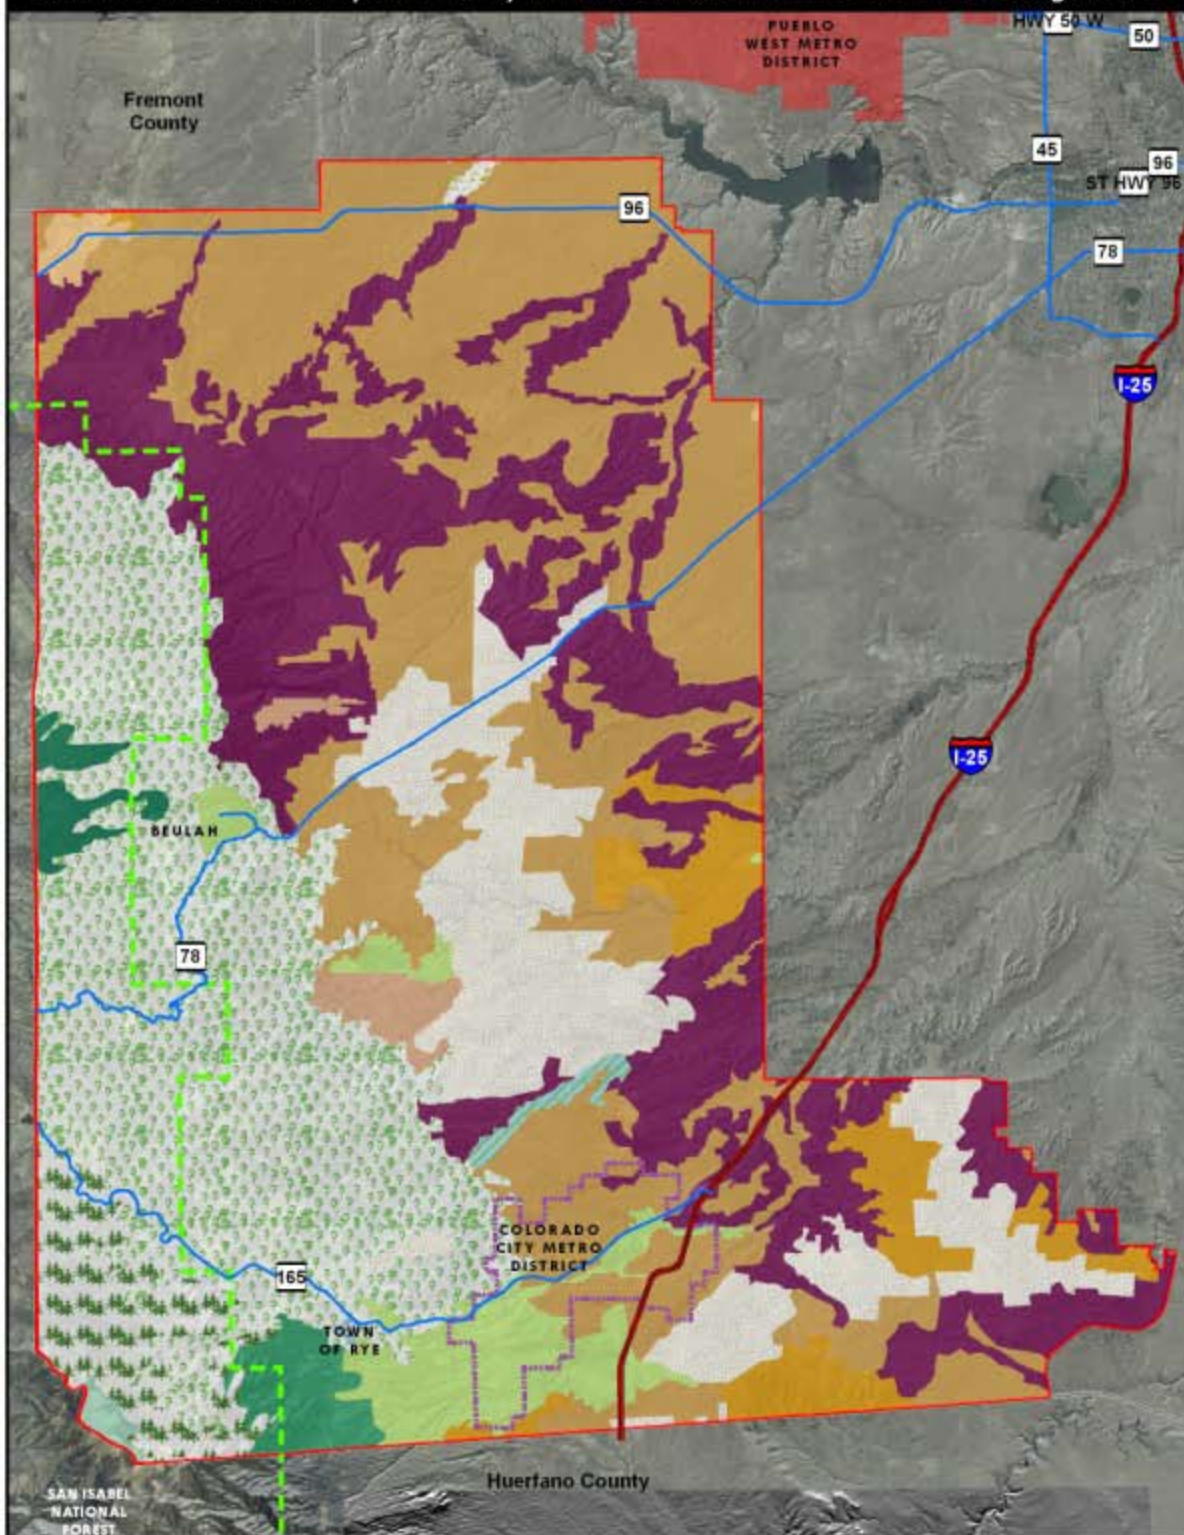 PUEBLO
WEST METRO
DISTRICT
HWY 50 W
50
Fremont
County
45
96
ST HWY 96
96
78
I-25
I-25
BEULAH
78
COLORADO
CITY METRO
DISTRICT
165
TOWN
OF RYE
Huerfano County
SAN ISABEL
NATIONAL
FOREST